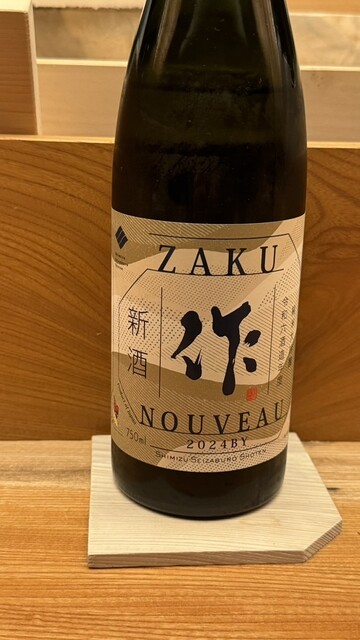 ZAKU
新酒
作
NOUVEAU
750ml
2024BY
SHIMIZU SEIZABURO SHOTEN